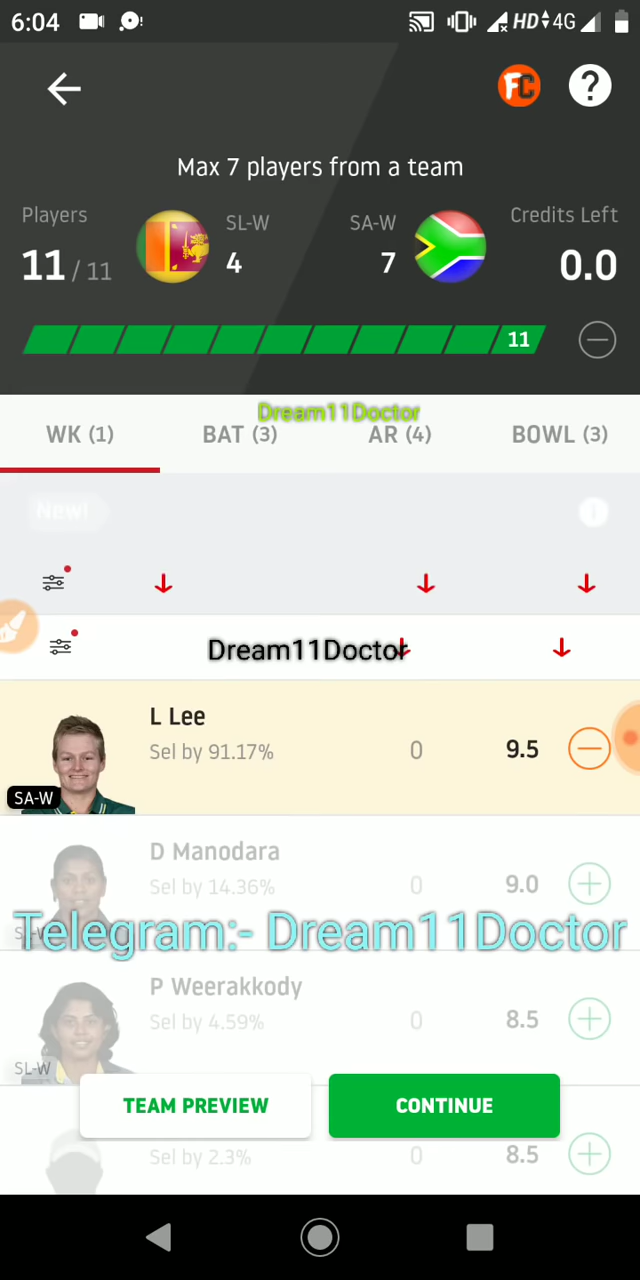 6:04 HD 4G
FC ?
Max 7 players from a team
Players SL-W SA-W Credits Left
11 / 11 4 7 0.0
11
Dream11Doctor
WK (1) BAT (3) AR (4) BOWL (3)
New!
Dream11Doctor
L Lee
Sel by 91.17% 0 9.5
SA-W
D Manodara
Sel by 14.36% 0 9.0
Telegram:- Dream11Doctor
P Weerakkody
Sel by 4.59% 0 8.5
SL-W
TEAM PREVIEW CONTINUE
Sel by 2.3% 0 8.5